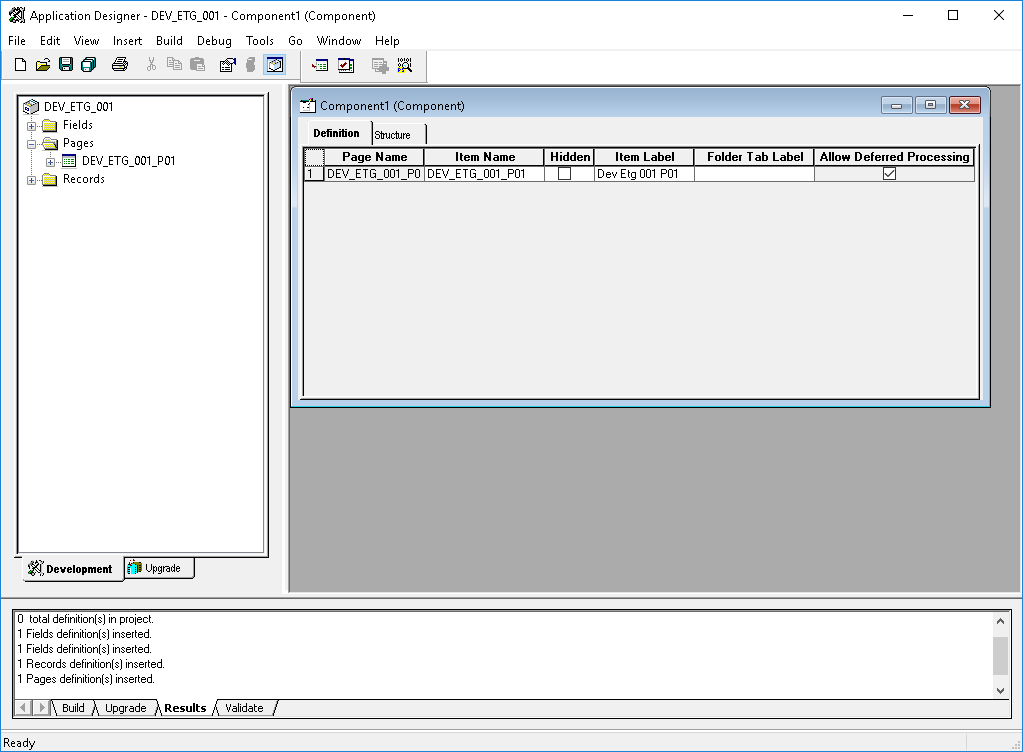 Application Designer - DEV_ETG_001 - Component1 (Component)
File Edit View Insert Build Debug Tools Go Window Help
DEV_ETG_001
Fields
Pages
DEV_ETG_001_P01
Records
Development Upgrade
Component1 (Component)
Definition Structure
Page Name Item Name Hidden Item Label Folder Tab Label Allow Deferred Processing
1 DEV_ETG_001_P0 DEV_ETG_001_P01 Dev Etg 001 P01
0 total definition(s) in project.
1 Fields definition(s) inserted.
1 Fields definition(s) inserted.
1 Records definition(s) inserted.
1 Pages definition(s) inserted.
Build Upgrade Results Validate
Ready